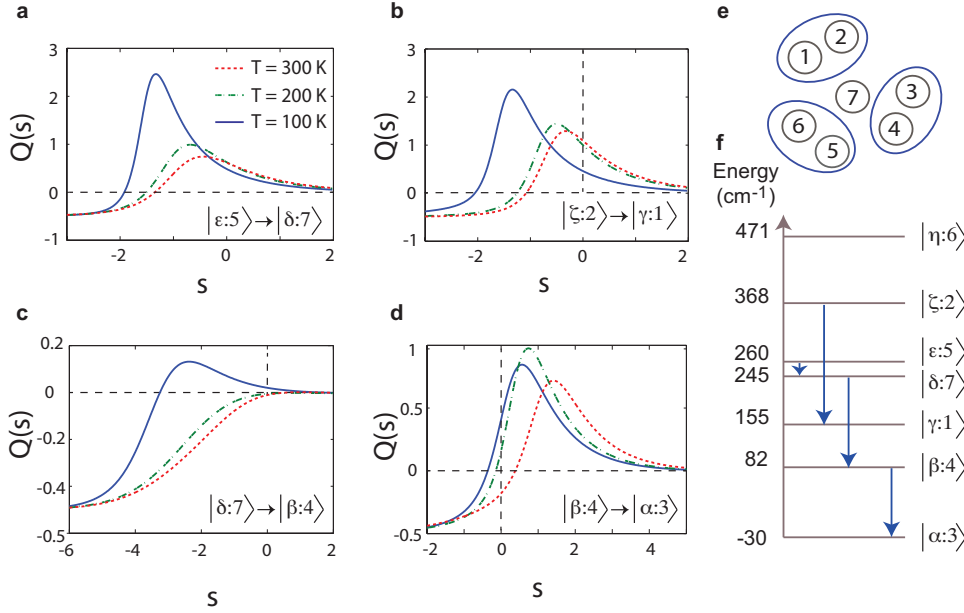 a
3
2
1
0
-1
Q(s)
-2
0
2
s
T = 300 K
T = 200 K
T = 100 K
|ε:5⟩→|δ:7⟩
b
3
2
1
0
-1
Q(s)
-2
0
2
s
|ζ:2⟩→|γ:1⟩
c
0.2
0
-0.2
-0.4
-0.5
Q(s)
-6
-4
-2
0
2
s
|δ:7⟩→|β:4⟩
d
1
0.5
0
-0.5
Q(s)
-2
0
2
4
s
|β:4⟩→|α:3⟩
e
1
2
3
4
5
6
7
f
Energy
(cm-1)
471
|η:6⟩
368
|ζ:2⟩
260
|ε:5⟩
245
|δ:7⟩
155
|γ:1⟩
82
|β:4⟩
-30
|α:3⟩